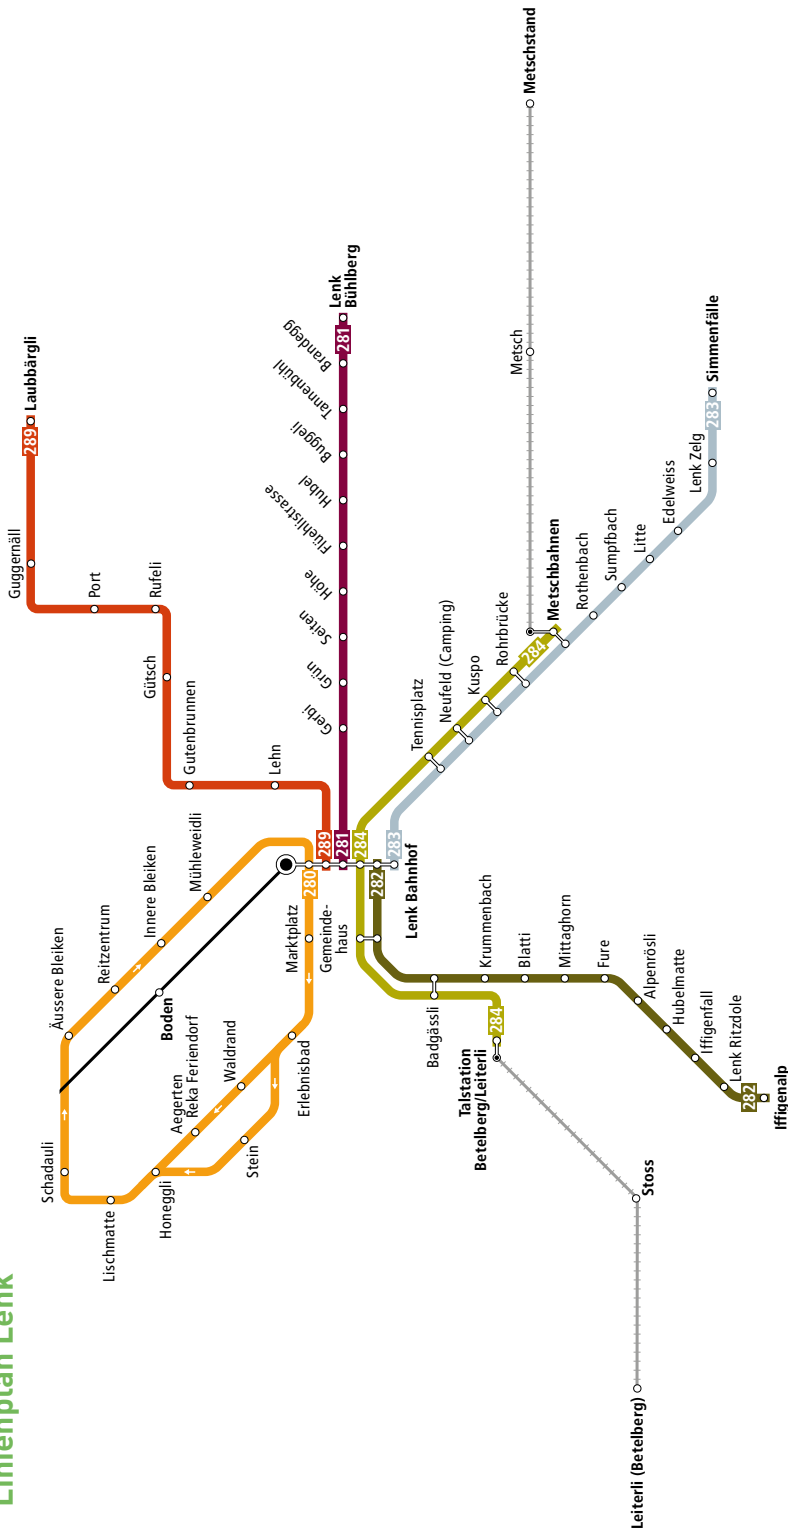 Linienplan Lenk
Metschstand
Metsch
Lenk
Bühlberg
281
Brandegg
Tannenbühl
Buggeli
Hubel
Flüehlistrasse
Höhe
Seiten
Grün
Gerbi
281
Laubbärgli
289
Guggernäll
Port
Rufeli
Gütsch
Gutenbrunnen
Lehn
289
Simmenfälle
283
Lenk Zelg
Edelweiss
Litte
Sumpfbach
Rothenbach
Metschbahnen
284
Rohrbrücke
Kuspo
Neufeld (Camping)
Tennisplatz
284
283
Mühleweidli
Innere Bleiken
Reitzentrum
Äussere Bleiken
Boden
280
282
Lenk Bahnhof
Marktplatz
Gemeinde-
haus
Erlebnisbad
Waldrand
Aegerten
Reka Feriendorf
Stein
Honeggli
Lischmatte
Schadauli
Krummenbach
Blatti
Mittaghorn
Fure
Alpenrösli
Hubelmatte
Iffigenfall
Lenk Ritzdole
282
Iffigenalp
Badgässli
284
Talstation
Betelberg/Leiterli
Stoss
Leiterli (Betelberg)